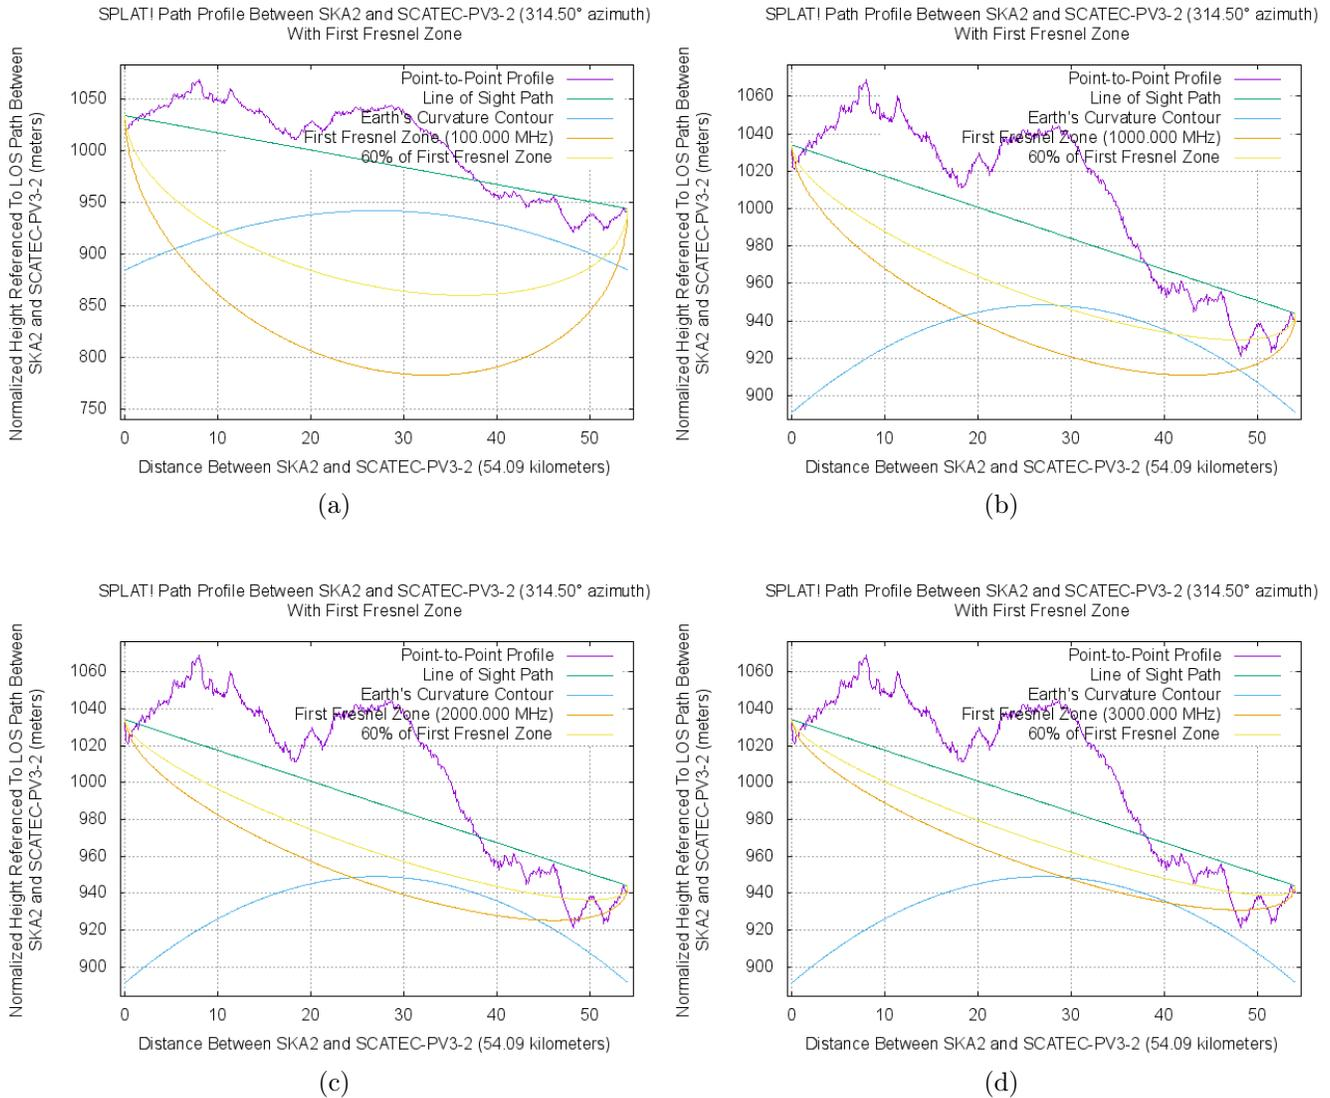 SPLAT! Path Profile Between SKA2 and SCATEC-PV3-2 (314.50° azimuth)
With First Fresnel Zone
Normalized Height Referenced To LOS Path Between
SKA2 and SCATEC-PV3-2 (meters)
Point-to-Point Profile
Line of Sight Path
Earth's Curvature Contour
First Fresnel Zone (100.000 MHz)
60% of First Fresnel Zone
1050
1000
950
900
850
800
750
0 10 20 30 40 50
Distance Between SKA2 and SCATEC-PV3-2 (54.09 kilometers)
(a)
SPLAT! Path Profile Between SKA2 and SCATEC-PV3-2 (314.50° azimuth)
With First Fresnel Zone
Normalized Height Referenced To LOS Path Between
SKA2 and SCATEC-PV3-2 (meters)
Point-to-Point Profile
Line of Sight Path
Earth's Curvature Contour
First Fresnel Zone (1000.000 MHz)
60% of First Fresnel Zone
1060
1040
1020
1000
980
960
940
920
900
0 10 20 30 40 50
Distance Between SKA2 and SCATEC-PV3-2 (54.09 kilometers)
(b)
SPLAT! Path Profile Between SKA2 and SCATEC-PV3-2 (314.50° azimuth)
With First Fresnel Zone
Normalized Height Referenced To LOS Path Between
SKA2 and SCATEC-PV3-2 (meters)
Point-to-Point Profile
Line of Sight Path
Earth's Curvature Contour
First Fresnel Zone (2000.000 MHz)
60% of First Fresnel Zone
1060
1040
1020
1000
980
960
940
920
900
0 10 20 30 40 50
Distance Between SKA2 and SCATEC-PV3-2 (54.09 kilometers)
(c)
SPLAT! Path Profile Between SKA2 and SCATEC-PV3-2 (314.50° azimuth)
With First Fresnel Zone
Normalized Height Referenced To LOS Path Between
SKA2 and SCATEC-PV3-2 (meters)
Point-to-Point Profile
Line of Sight Path
Earth's Curvature Contour
First Fresnel Zone (3000.000 MHz)
60% of First Fresnel Zone
1060
1040
1020
1000
980
960
940
920
900
0 10 20 30 40 50
Distance Between SKA2 and SCATEC-PV3-2 (54.09 kilometers)
(d)